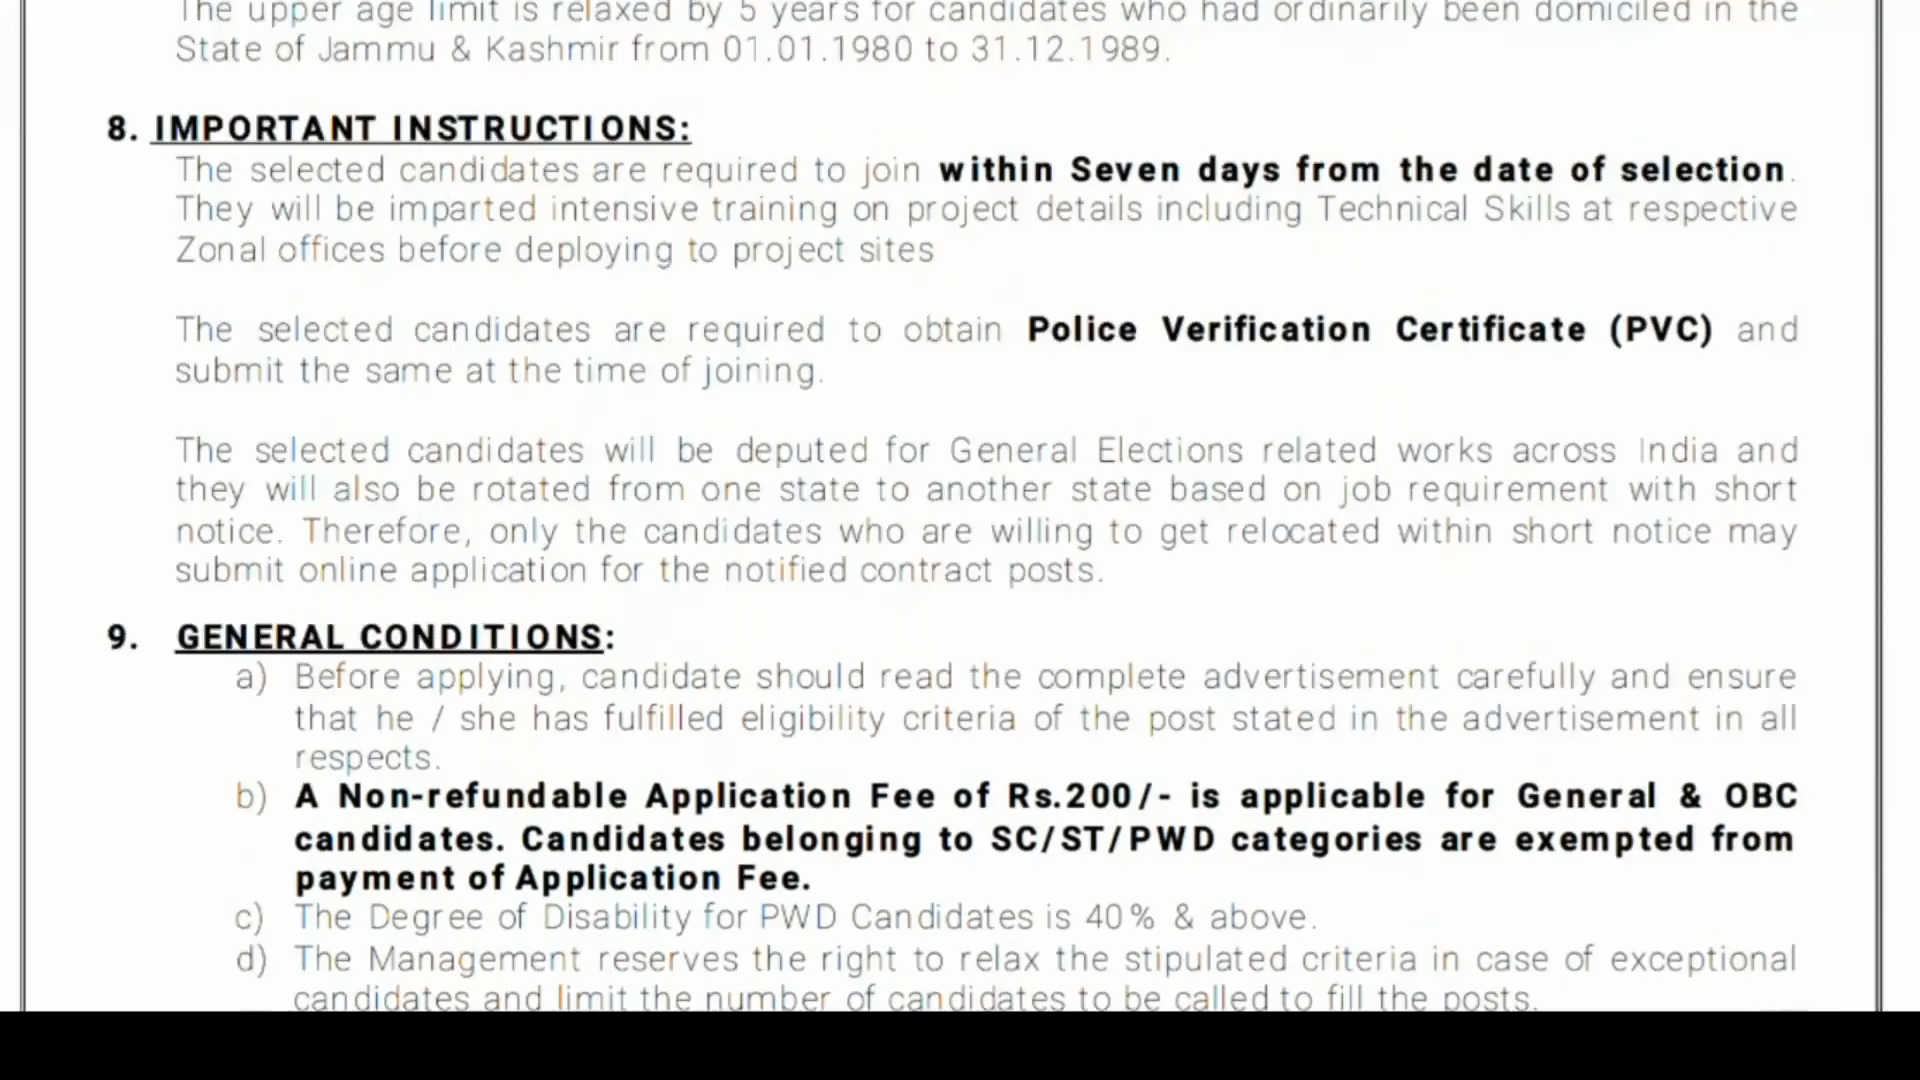 The upper age limit is relaxed by 5 years for candidates who had ordinarily been domiciled in the
State of Jammu & Kashmir from 01.01.1980 to 31.12.1989.
8. IMPORTANT INSTRUCTIONS:
The selected candidates are required to join within Seven days from the date of selection.
They will be imparted intensive training on project details including Technical Skills at respective
Zonal offices before deploying to project sites
The selected candidates are required to obtain Police Verification Certificate (PVC) and
submit the same at the time of joining.
The selected candidates will be deputed for General Elections related works across India and
they will also be rotated from one state to another state based on job requirement with short
notice. Therefore, only the candidates who are willing to get relocated within short notice may
submit online application for the notified contract posts.
9. GENERAL CONDITIONS:
a) Before applying, candidate should read the complete advertisement carefully and ensure
that he / she has fulfilled eligibility criteria of the post stated in the advertisement in all
respects.
b) A Non-refundable Application Fee of Rs.200/- is applicable for General & OBC
candidates. Candidates belonging to SC/ST/PWD categories are exempted from
payment of Application Fee.
c) The Degree of Disability for PWD Candidates is 40% & above.
d) The Management reserves the right to relax the stipulated criteria in case of exceptional
candidates and limit the number of candidates to be called to fill the posts.